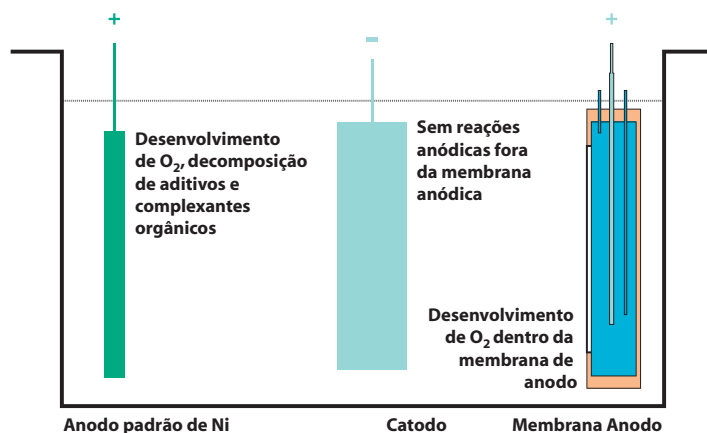 +
-
+
Desenvolvimento
de O₂, decomposição
de aditivos e
complexantes
orgânicos
Sem reações
anódicas fora
da membrana
anódica
Desenvolvimento
de O₂ dentro da
membrana de
anodo
Anodo padrão de Ni
Catodo
Membrana Anodo